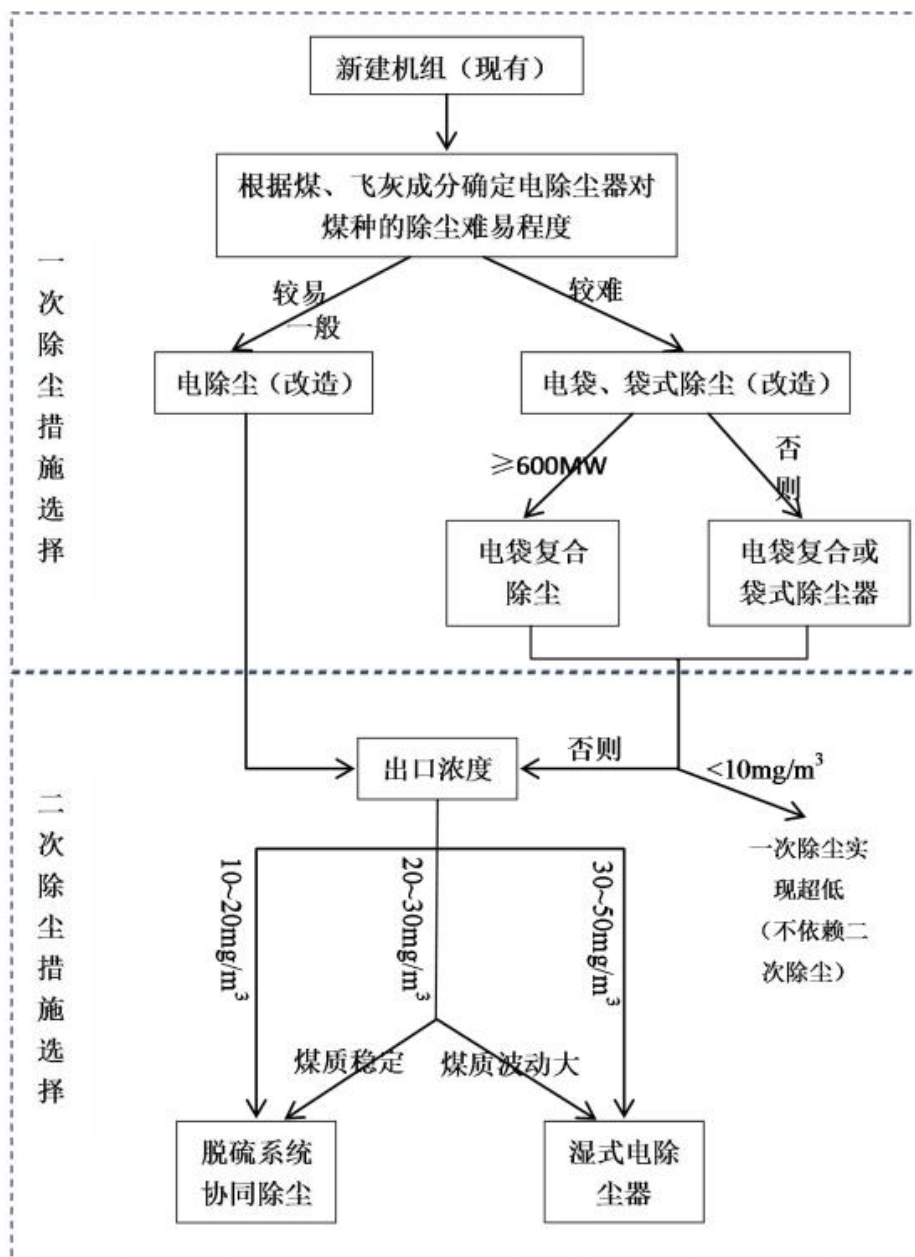 新建机组（现有）
根据煤、飞灰成分确定电除尘器对
煤种的除尘难易程度
一次除尘措施选择
较易
一般
较难
电除尘（改造）
电袋、袋式除尘（改造）
≥600MW
否则
电袋复合
除尘
电袋复合或
袋式除尘器
二次除尘措施选择
出口浓度
否则
<10mg/m³
一次除尘实
现超低
（不依赖二
次除尘）
10~20mg/m³
20~30mg/m³
30~50mg/m³
煤质稳定
煤质波动大
脱硫系统
协同除尘
湿式电除
尘器